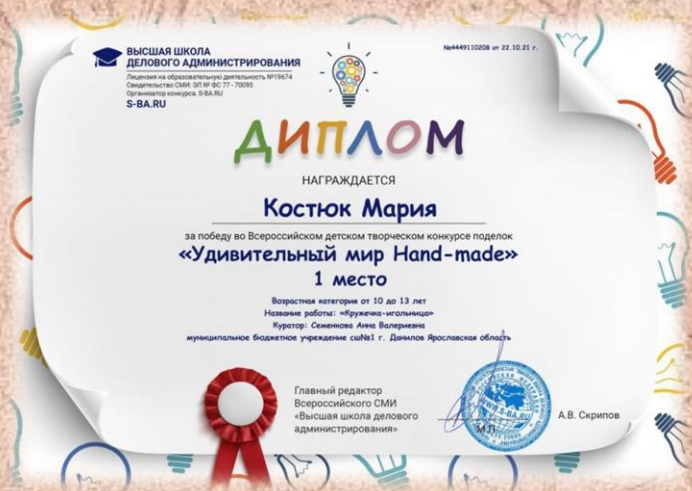 ВЫСШАЯ ШКОЛА
ДЕЛОВОГО АДМИНИСТРИРОВАНИЯ
Лицензия на образовательную деятельность №19674
Свидетельство СМИ: ЭЛ № ФС 77 - 70095
Организатор конкурса: S-BA.RU
S-BA.RU
№4449110208 от 22.10.21 г.
ДИПЛОМ
НАГРАЖДАЕТСЯ
Костюк Мария
за победу во Всероссийском детском творческом конкурсе поделок
«Удивительный мир Hand-made»
1 место
Возрастная категория от 10 до 13 лет
Название работы: «Кружечка-игольница»
Куратор: Семенкова Анна Валериевна
муниципальное бюджетное учреждение сш№1 г. Данилов Ярославская область
Главный редактор
Всероссийского СМИ
«Высшая школа делового
администрирования»
WWW.S-BA.RU
М.П.
А.В. Скрипов